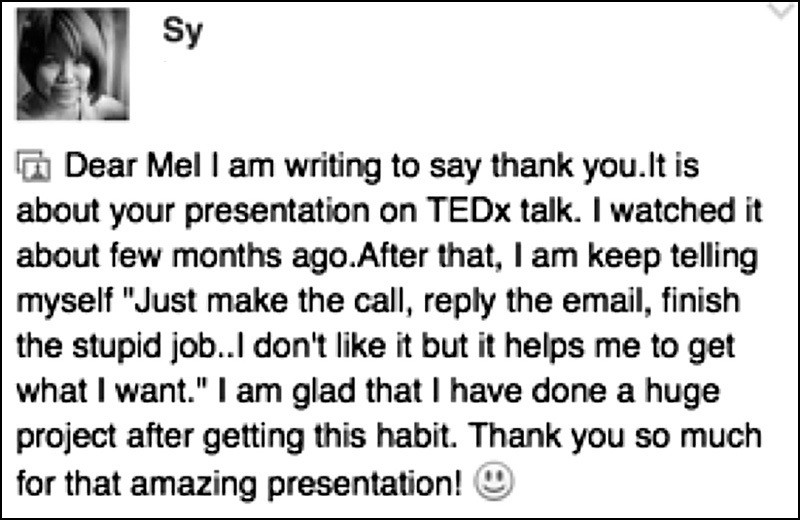 Sy
Dear Mel I am writing to say thank you.It is
about your presentation on TEDx talk. I watched it
about few months ago.After that, I am keep telling
myself "Just make the call, reply the email, finish
the stupid job..I don't like it but it helps me to get
what I want." I am glad that I have done a huge
project after getting this habit. Thank you so much
for that amazing presentation!